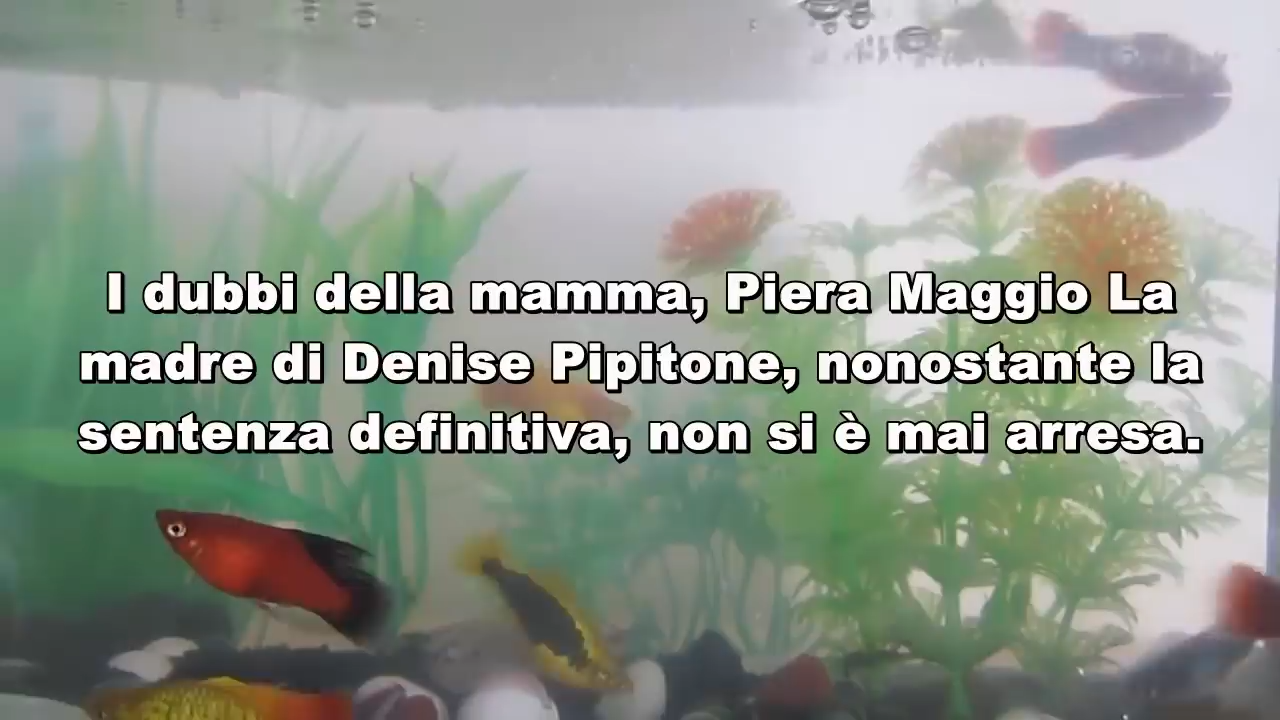 I dubbi della mamma, Piera Maggio La
madre di Denise Pipitone, nonostante la
sentenza definitiva, non si è mai arresa.